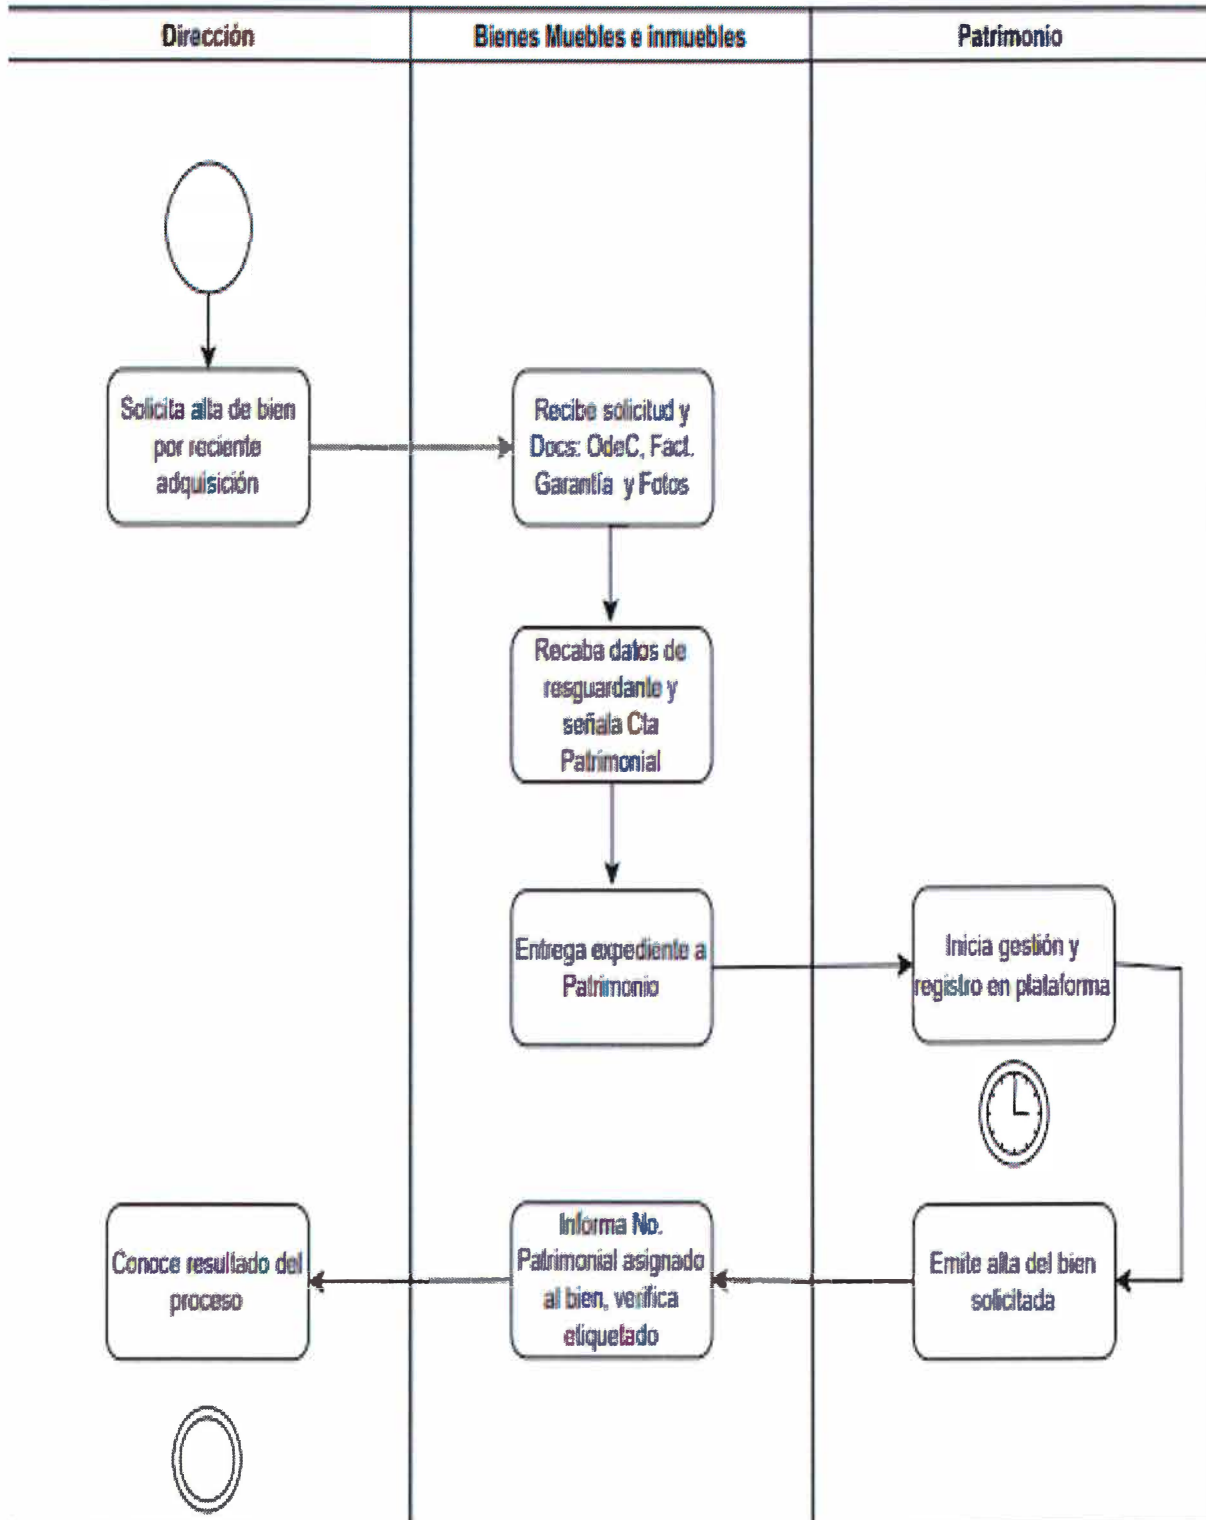 Dirección
Bienes Muebles e inmuebles
Patrimonio
Solicita alta de bien
por reciente
adquisición
Recibe solicitud y
Docs: OdeC, Fact.
Garantía y Fotos
Recaba datos de
resguardante y
señala Cta
Patrimonial
Entrega expediente a
Patrimonio
Inicia gestión y
registro en plataforma
Emite alta del bien
solicitada
Informa No.
Patrimonial asignado
al bien, verifica
etiquetado
Conoce resultado del
proceso